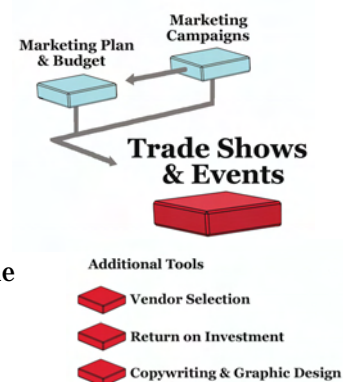 Marketing
Campaigns
Marketing Plan
& Budget
Trade Shows
& Events
Additional Tools
Vendor Selection
Return on Investment
Copywriting & Graphic Design